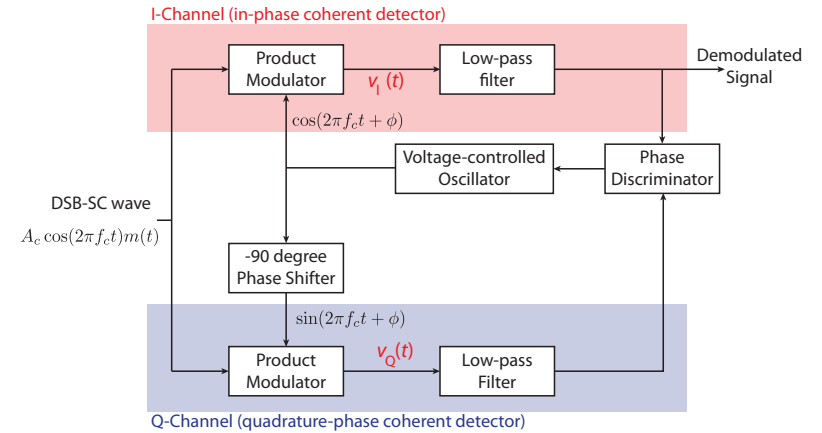 I-Channel (in-phase coherent detector)
Product
Modulator
v_I (t)
Low-pass
filter
Demodulated
Signal
cos(2πf_ct + ϕ)
Voltage-controlled
Oscillator
Phase
Discriminator
DSB-SC wave
A_c cos(2πf_ct)m(t)
-90 degree
Phase Shifter
sin(2πf_ct + ϕ)
Product
Modulator
v_Q(t)
Low-pass
Filter
Q-Channel (quadrature-phase coherent detector)